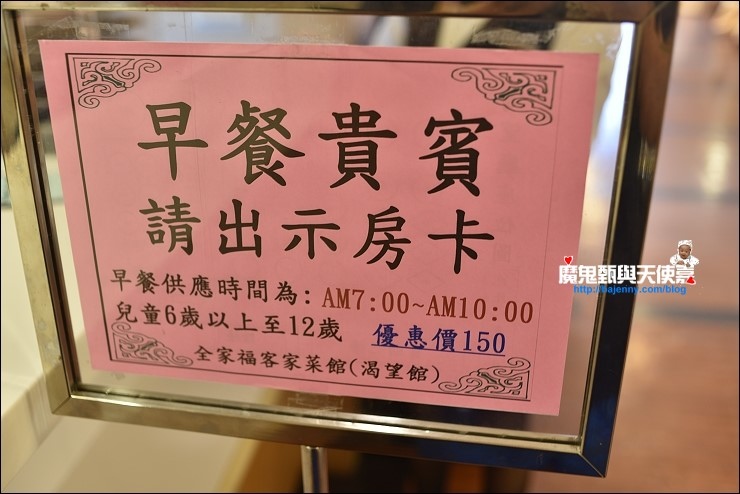 早餐貴賓
請出示房卡
早餐供應時間為: AM7:00~AM10:00
兒童6歲以上至12歲 優惠價150
全家福客家菜館(渴望館)
魔鬼甄與天使嘉
http://bajenny.com/blog